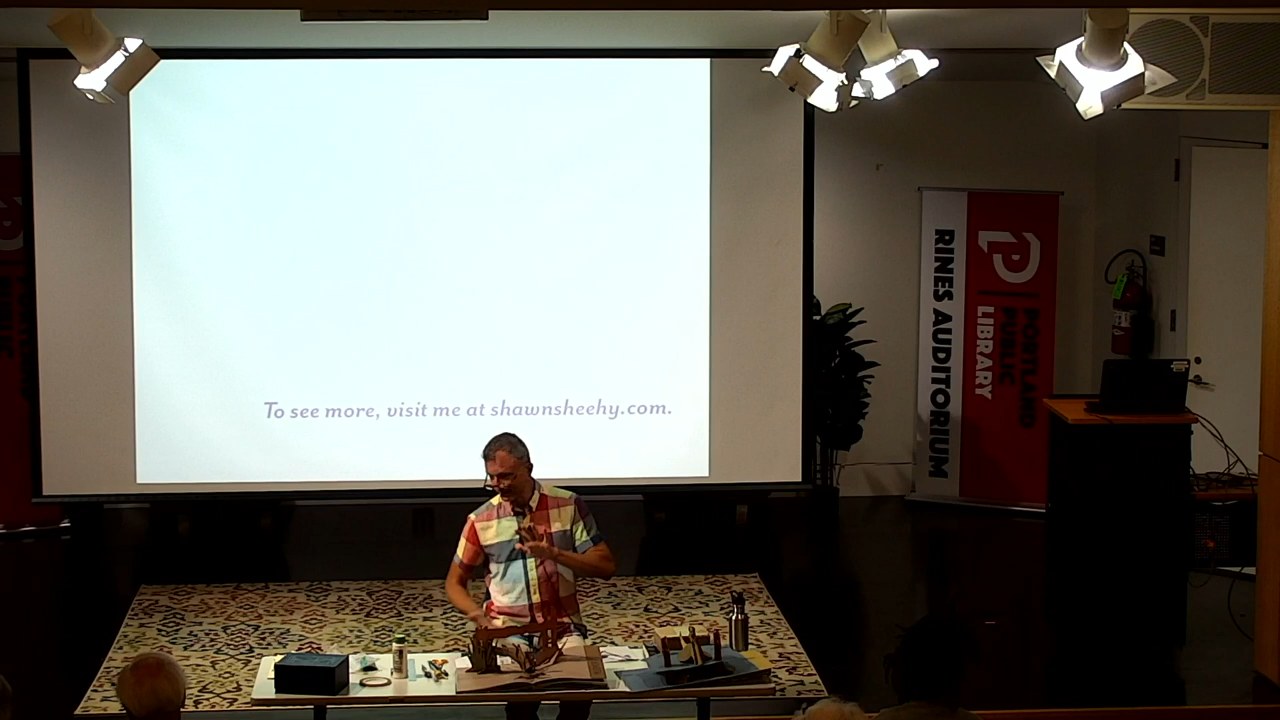 To see more, visit me at shawnsheehy.com.
RINES AUDITORIUM
PORTLAND
PUBLIC
LIBRARY